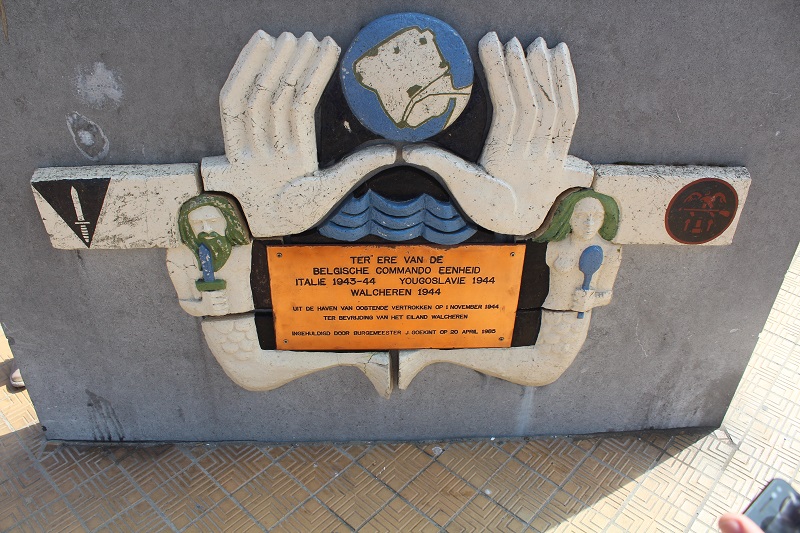 TER ERE VAN DE
BELGISCHE COMMANDO EENHEID
ITALIE 1943-44 YOUGOSLAVIE 1944
WALCHEREN 1944
UIT DE HAVEN VAN OOSTENDE VERTROKKEN OP 1 NOVEMBER 1944
TER BEVRIJDING VAN HET EILAND WALCHEREN
INGEHULDIGD DOOR BURGEMEESTER J. GOEKINT OP 20 APRIL 1985